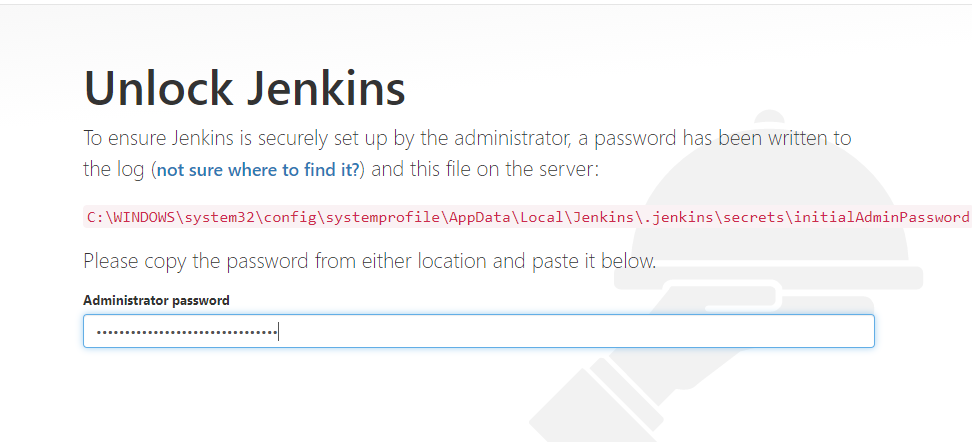 Unlock Jenkins
To ensure Jenkins is securely set up by the administrator, a password has been written to
the log (not sure where to find it?) and this file on the server:
C:\WINDOWS\system32\config\systemprofile\AppData\Local\Jenkins\.jenkins\secrets\initialAdminPassword
Please copy the password from either location and paste it below.
Administrator password
••••••••••••••••••••••••••••••••